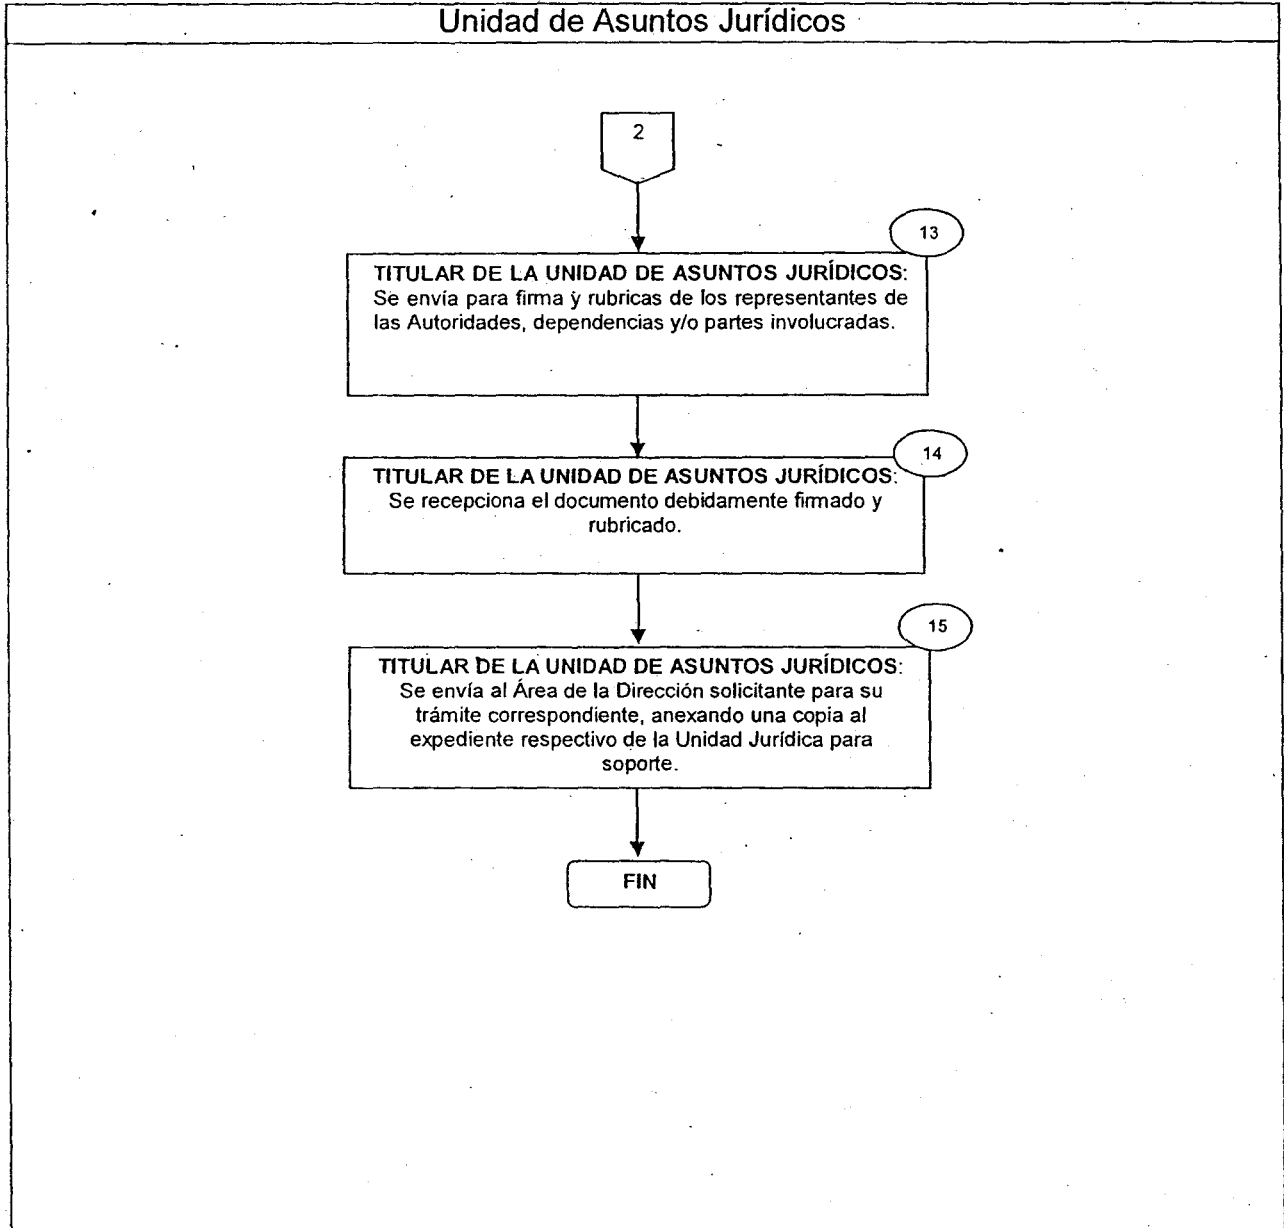 Unidad de Asuntos Jurídicos
2
13
TITULAR DE LA UNIDAD DE ASUNTOS JURÍDICOS:
Se envía para firma y rubricas de los representantes de
las Autoridades, dependencias y/o partes involucradas.
14
TITULAR DE LA UNIDAD DE ASUNTOS JURÍDICOS:
Se recepciona el documento debidamente firmado y
rubricado.
15
TITULAR DE LA UNIDAD DE ASUNTOS JURÍDICOS:
Se envía al Área de la Dirección solicitante para su
trámite correspondiente, anexando una copia al
expediente respectivo de la Unidad Jurídica para
soporte.
FIN